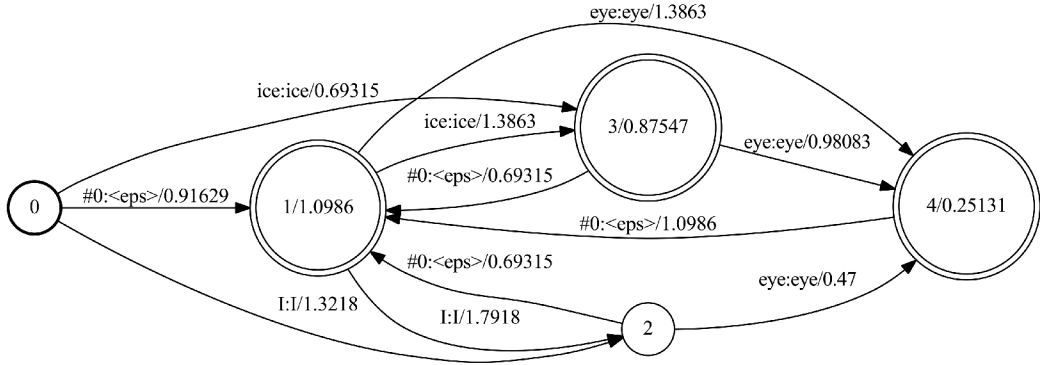 eye:eye/1.3863
ice:ice/0.69315
ice:ice/1.3863
3/0.87547
eye:eye/0.98083
#0:<eps>/0.69315
0
#0:<eps>/0.91629
1/1.0986
4/0.25131
#0:<eps>/1.0986
#0:<eps>/0.69315
eye:eye/0.47
I:I/1.3218
I:I/1.7918
2